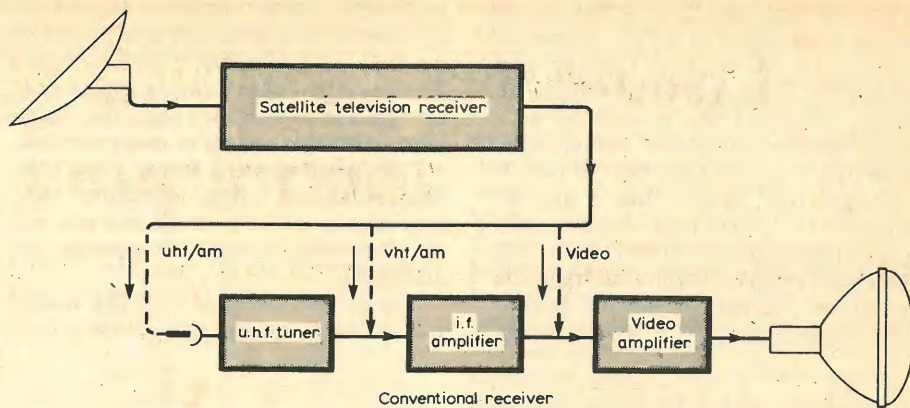 Satellite television receiver
uhf/am
vhf/am
Video
u.h.f. tuner
i.f.
amplifier
Video
amplifier
Conventional receiver